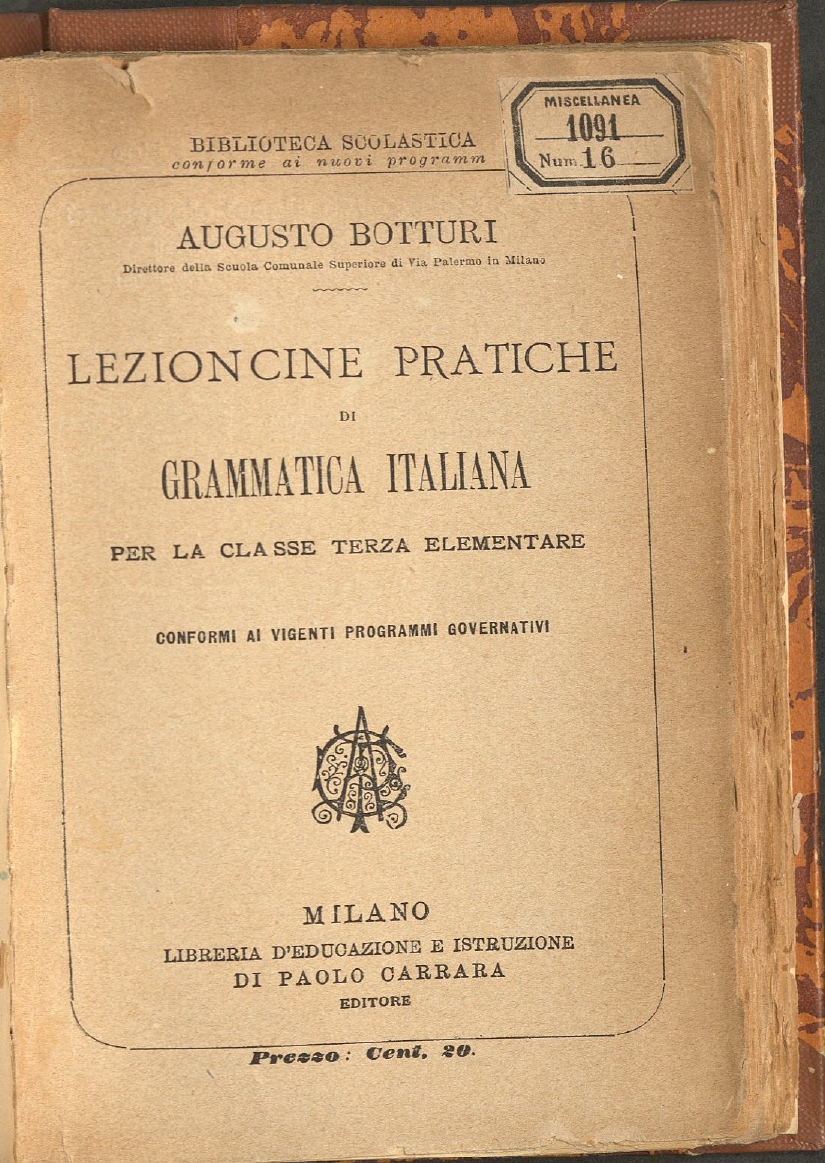 MISCELLANEA
1091
Num. 16
BIBLIOTECA SCOLASTICA
conforme ai nuovi programm
AUGUSTO BOTTURI
Direttore della Scuola Comunale Superiore di Via Palermo in Milano
LEZIONCINE PRATICHE
DI
GRAMMATICA ITALIANA
PER LA CLASSE TERZA ELEMENTARE
CONFORMI AI VIGENTI PROGRAMMI GOVERNATIVI
MILANO
LIBRERIA D'EDUCAZIONE E ISTRUZIONE
DI PAOLO CARRARA
EDITORE
Prezzo: Cent. 20.